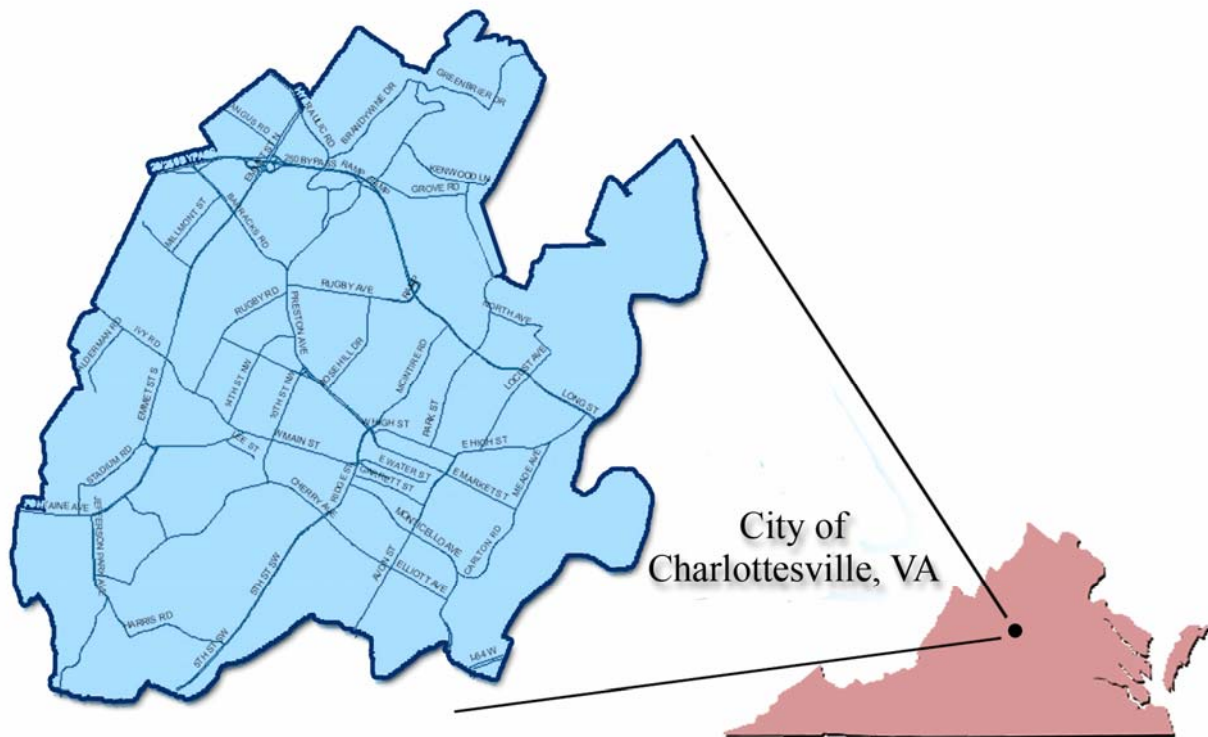 GREENBRIER DR
BRANDYWINE DR
ANGUS RD
250 BYPASS
RAMP
KENWOOD LN
GROVE RD
BARRACKS RD
MILLMONT ST
RUGBY AVE
RUGBY RD
PRESTON AVE
NORTH AVE
IVY RD
ALDERMAN RD
ROSE HILL DR
MCINTIRE RD
LOCUST AVE
14TH ST NW
10TH ST NW
EMMET ST S
PARK ST
LONG ST
W HIGH ST
LEE ST
W MAIN ST
E HIGH ST
STADIUM RD
E WATER ST
GARRETT ST
E MARKET ST
MEADE AVE
RIDGE ST
CHERRY AVE
JEFFERSON PARK AVE
MONTICELLO AVE
CARLTON RD
AVON ST
ELLIOTT AVE
5TH ST SW
HARRIS RD
5TH ST SW
I-64 W
City of
Charlottesville, VA